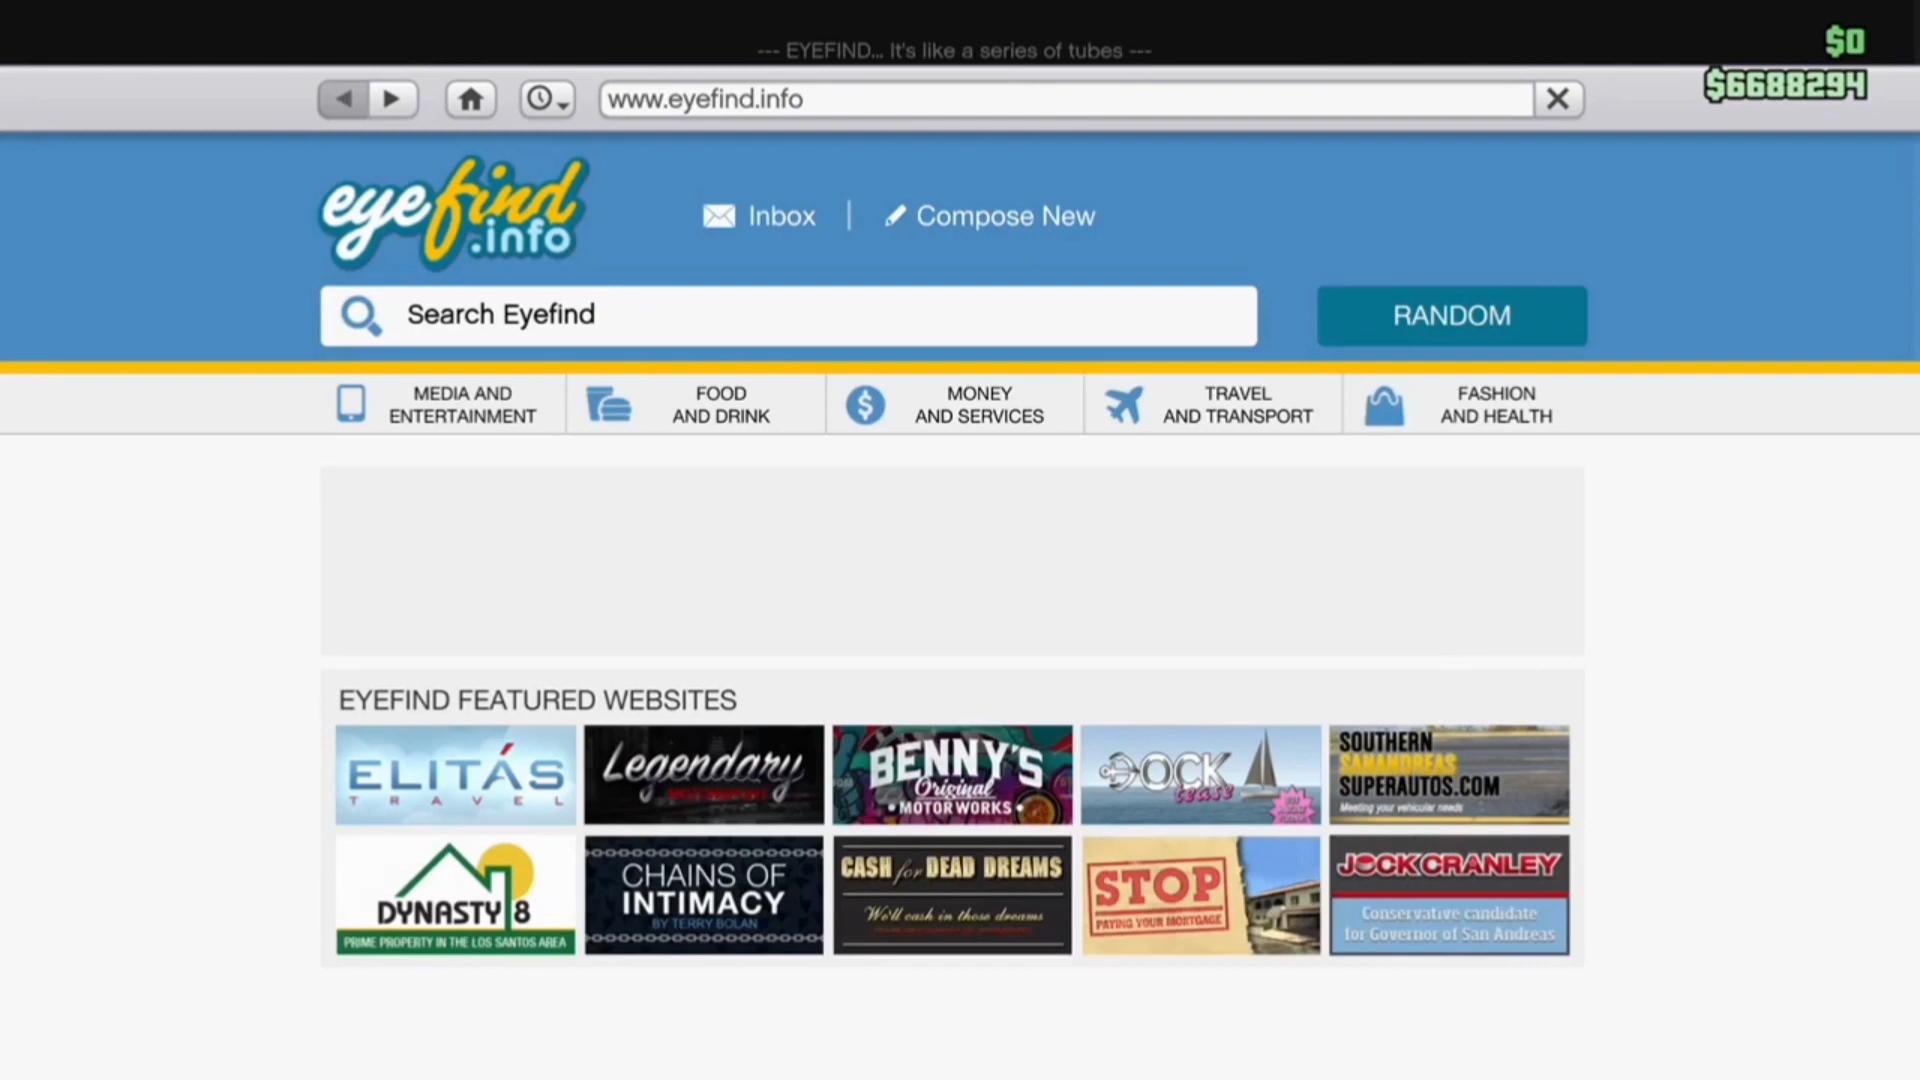 --- EYEFIND... It's like a series of tubes ---
$0
$6688294
www.eyefind.info
eyefind
.info
Inbox | Compose New
Search Eyefind
RANDOM
MEDIA AND
ENTERTAINMENT
FOOD
AND DRINK
MONEY
AND SERVICES
TRAVEL
AND TRANSPORT
FASHION
AND HEALTH
EYEFIND FEATURED WEBSITES
ELITÁS
TRAVEL
Legendary
BENNY'S
Original
MOTORWORKS
DOCK
tease
SOUTHERN
SANANDREAS
SUPERAUTOS.COM
Meeting your vehicular needs
DYNASTY 8
PRIME PROPERTY IN THE LOS SANTOS AREA
CHAINS OF
INTIMACY
BY TERRY BOLAN
CASH for DEAD DREAMS
We'll cash in those dreams
STOP
PAYING YOUR MORTGAGE
JOCK CRANLEY
Conservative candidate
for Governor of San Andreas